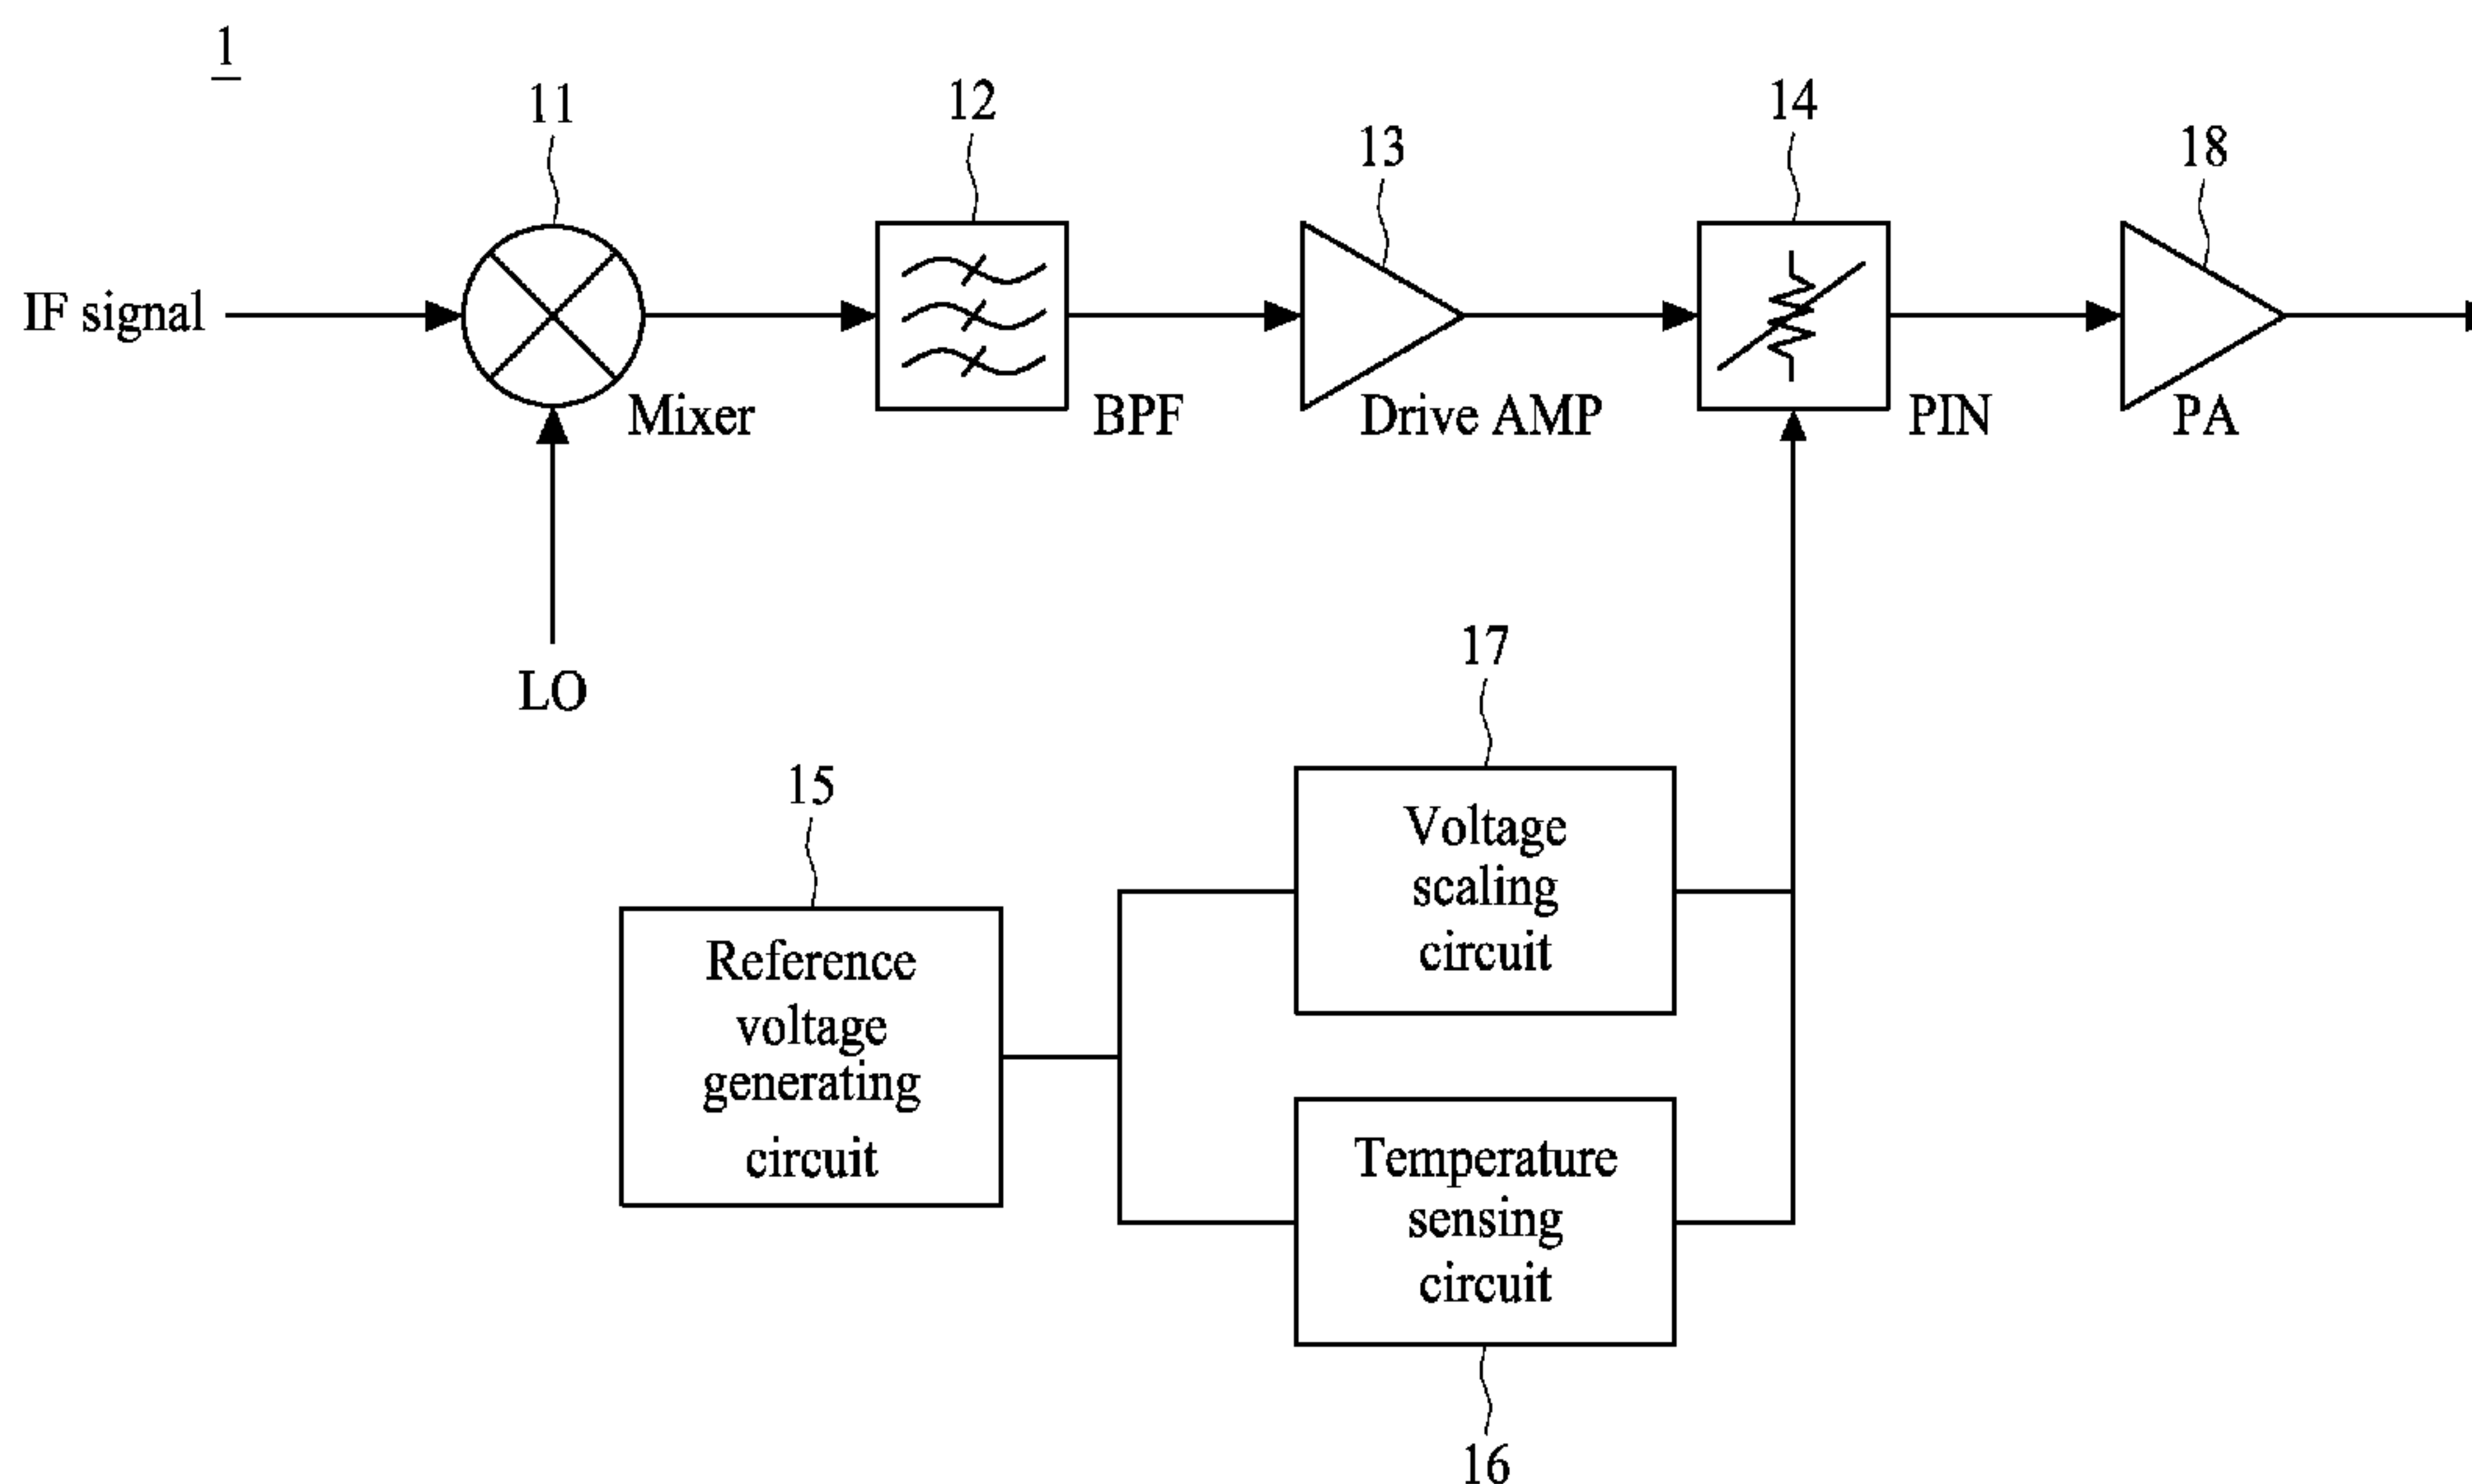 1
11
12
13
14
18
IF signal
Mixer
BPF
Drive AMP
PIN
PA
LO
17
15
Voltage
scaling
circuit
Reference
voltage
generating
circuit
Temperature
sensing
circuit
16